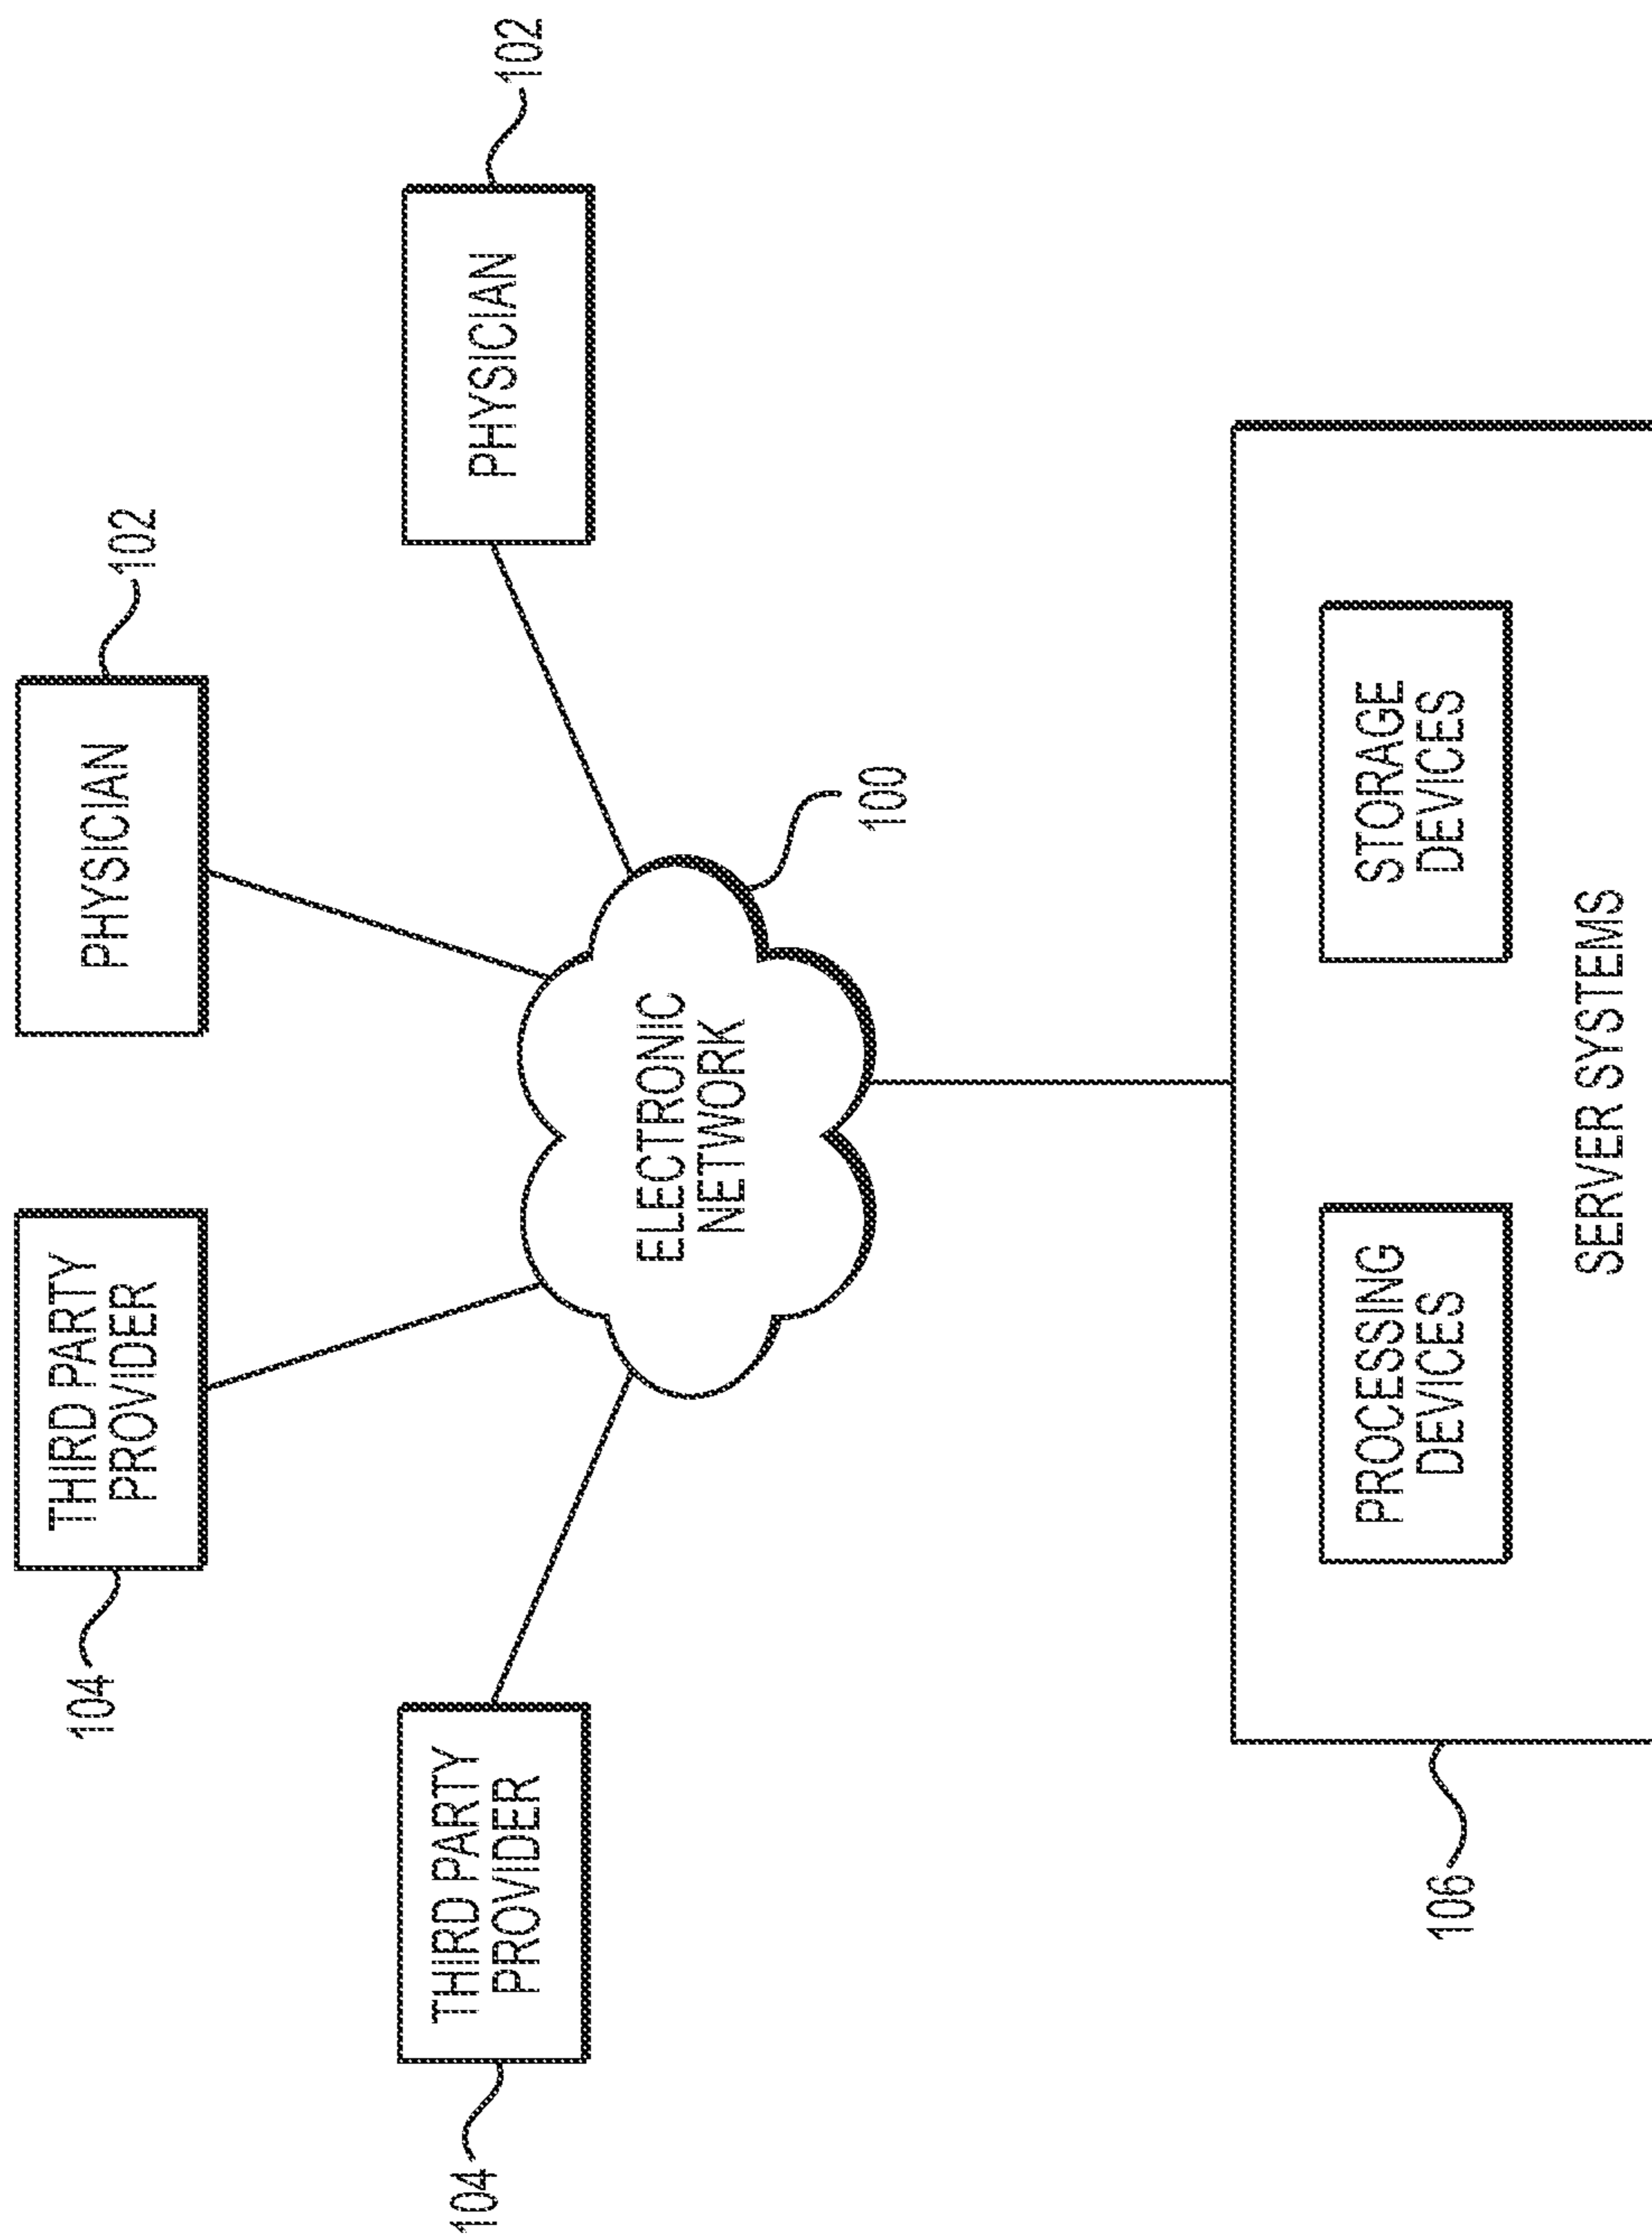 PHYSICIAN
102
THIRD PARTY
PROVIDER
104
PHYSICIAN
102
THIRD PARTY
PROVIDER
104
ELECTRONIC
NETWORK
100
PROCESSING
DEVICES
STORAGE
DEVICES
SERVER SYSTEMS
106